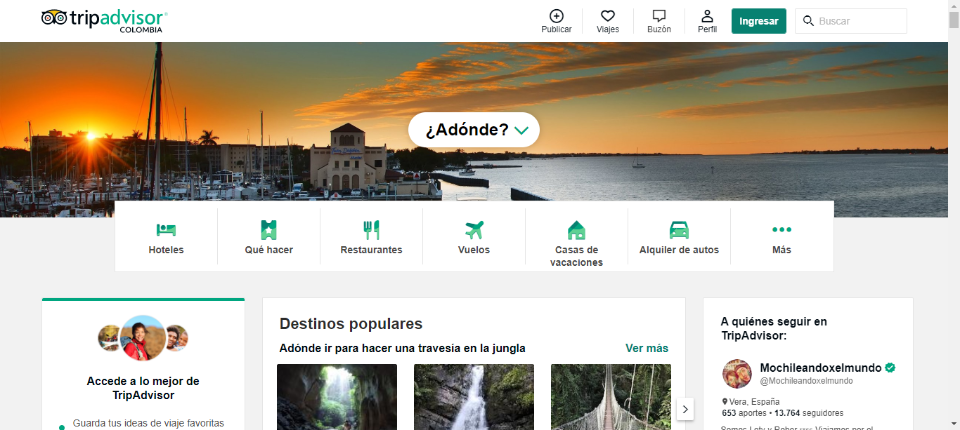 tripadvisor
COLOMBIA
Publicar
Viajes
Buzón
Perfil
Ingresar
Buscar
¿Adónde?
Hoteles
Qué hacer
Restaurantes
Vuelos
Casas de
vacaciones
Alquiler de autos
Más
Accede a lo mejor de
TripAdvisor
Guarda tus ideas de viaje favoritas
Destinos populares
Adónde ir para hacer una travesía en la jungla
Ver más
A quiénes seguir en
TripAdvisor:
Mochileandoxelmundo
@Mochileandoxelmundo
Vera, España
653 aportes • 13.764 seguidores